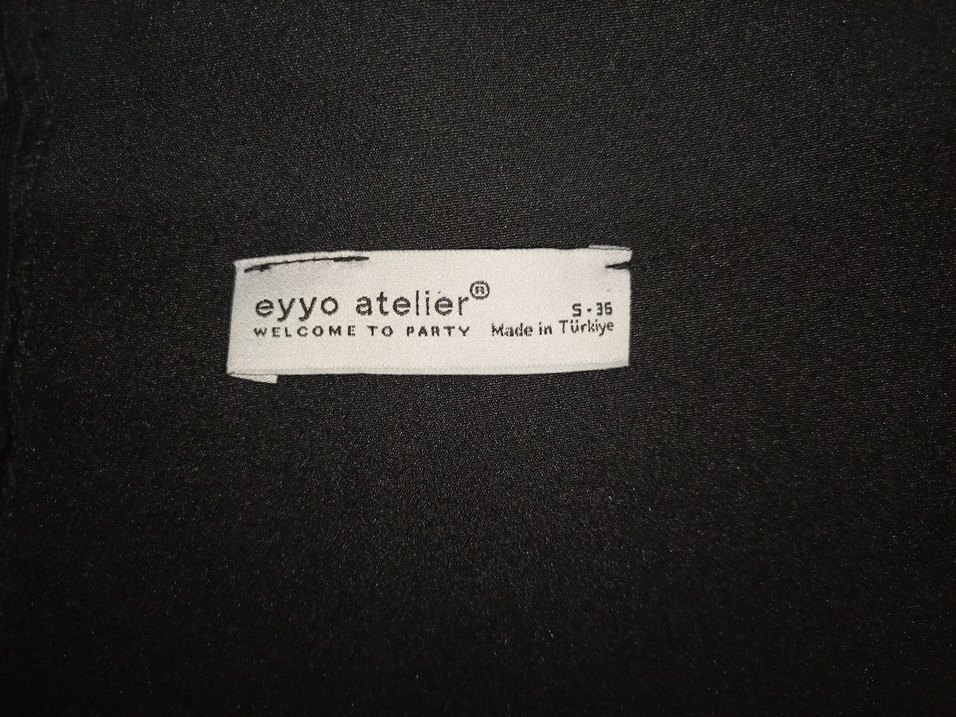 eyyo atelier®
WELCOME TO PARTY
S - 36
Made in Türkiye